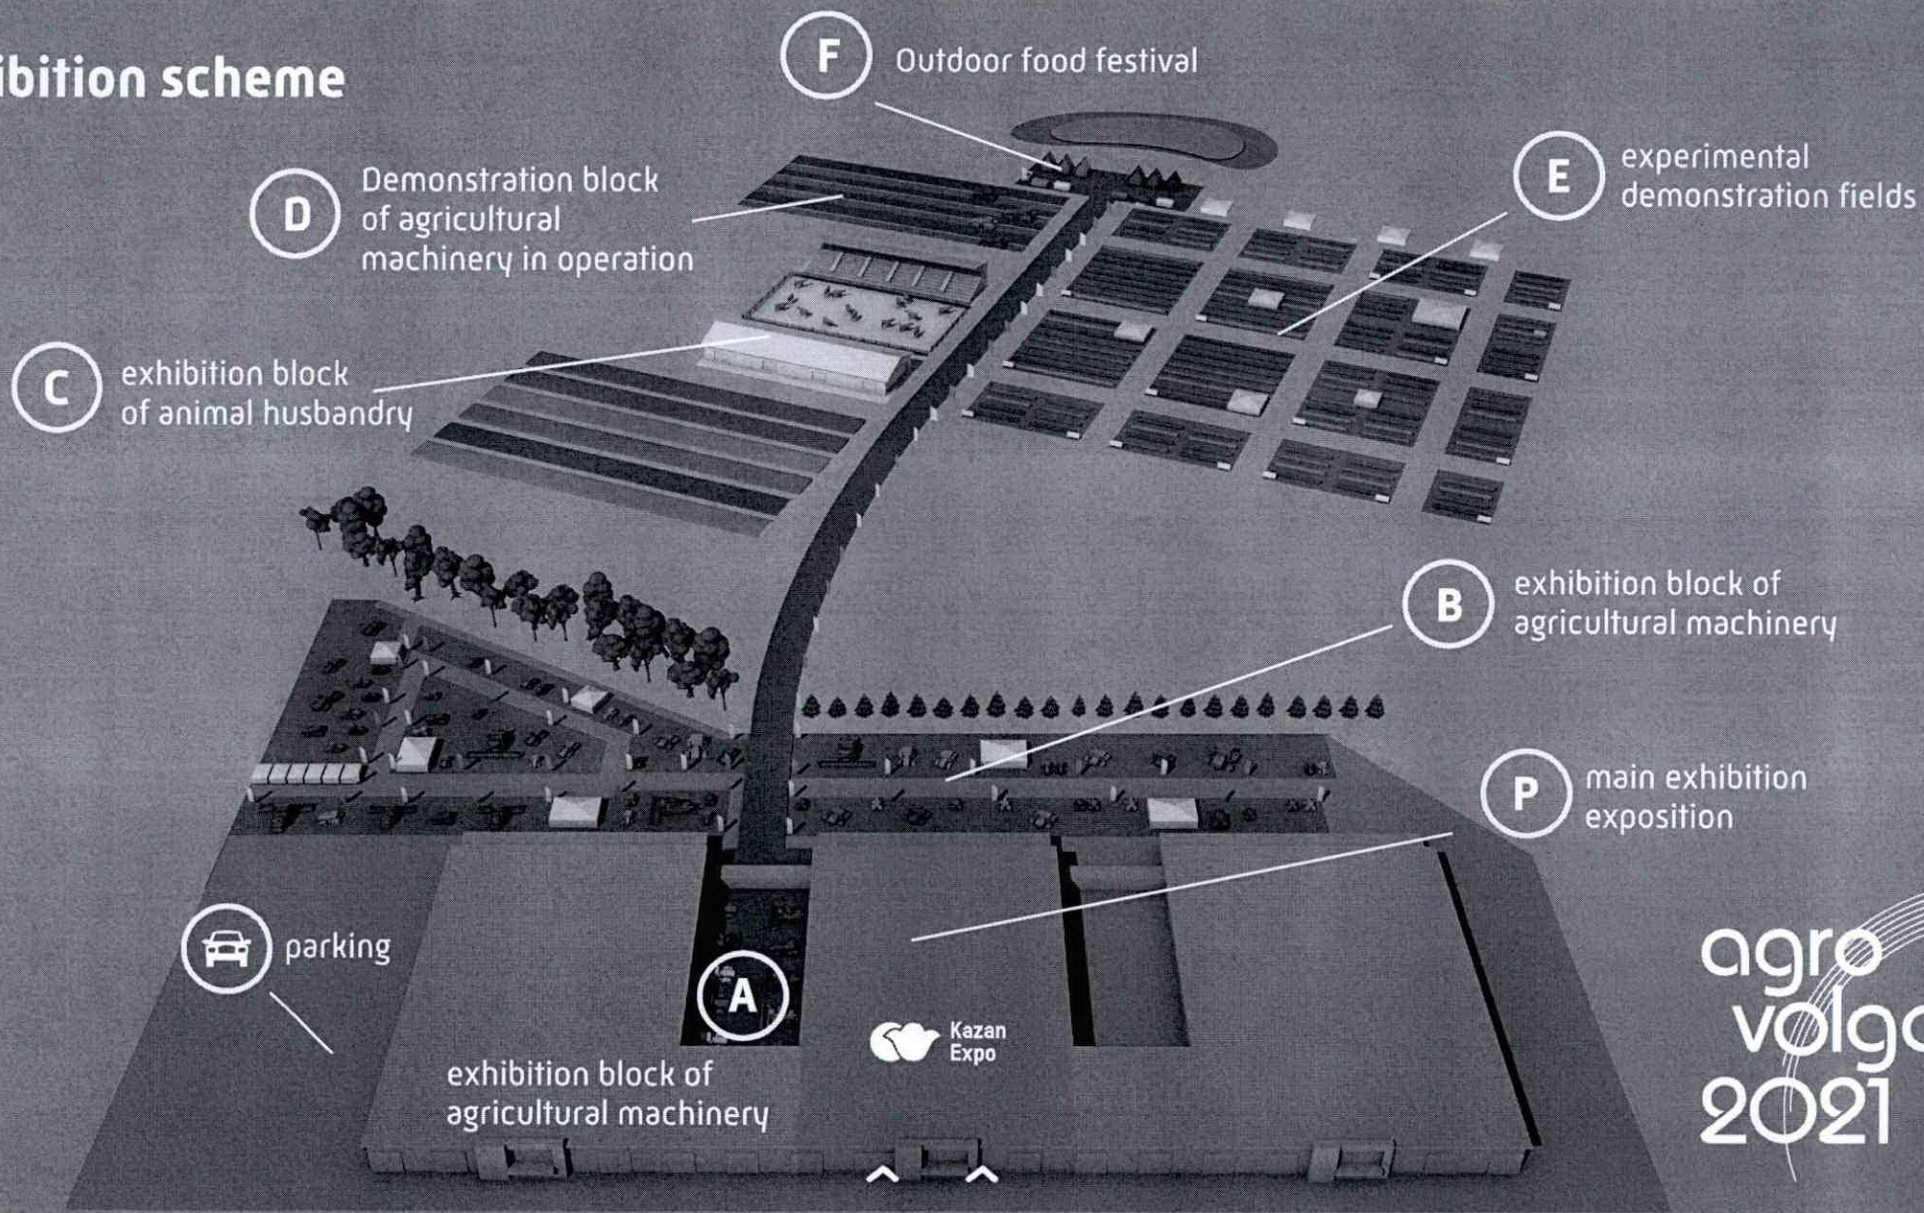 ibition scheme
F
Outdoor food festival
D
Demonstration block
of agricultural
machinery in operation
E
experimental
demonstration fields
C
exhibition block
of animal husbandry
B
exhibition block of
agricultural machinery
P
main exhibition
exposition
parking
A
Kazan
Expo
exhibition block of
agricultural machinery
agro
volga
2021